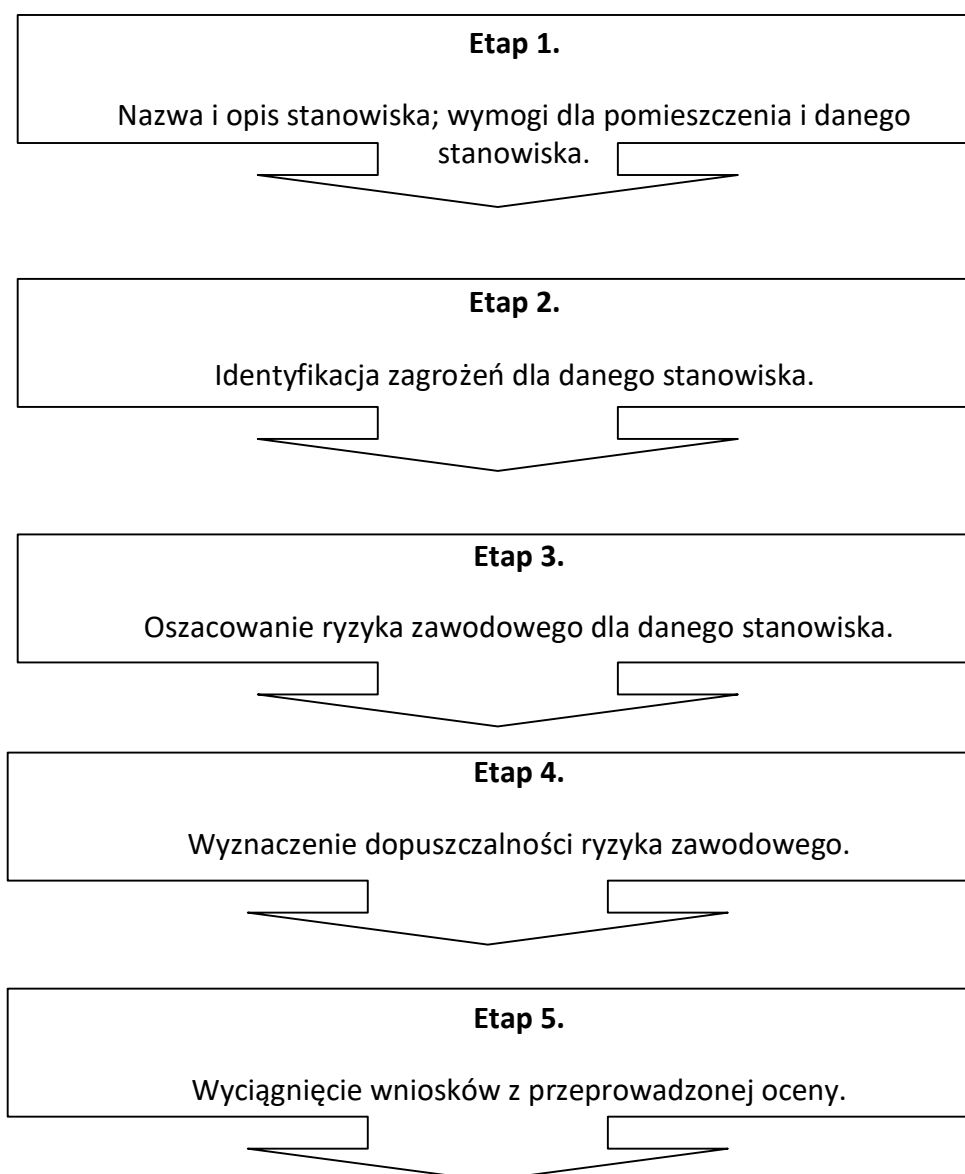 Etap 1.
Nazwa i opis stanowiska; wymogi dla pomieszczenia i danego
stanowiska.
Etap 2.
Identyfikacja zagrożeń dla danego stanowiska.
Etap 3.
Oszacowanie ryzyka zawodowego dla danego stanowiska.
Etap 4.
Wyznaczenie dopuszczalności ryzyka zawodowego.
Etap 5.
Wyciągnięcie wniosków z przeprowadzonej oceny.